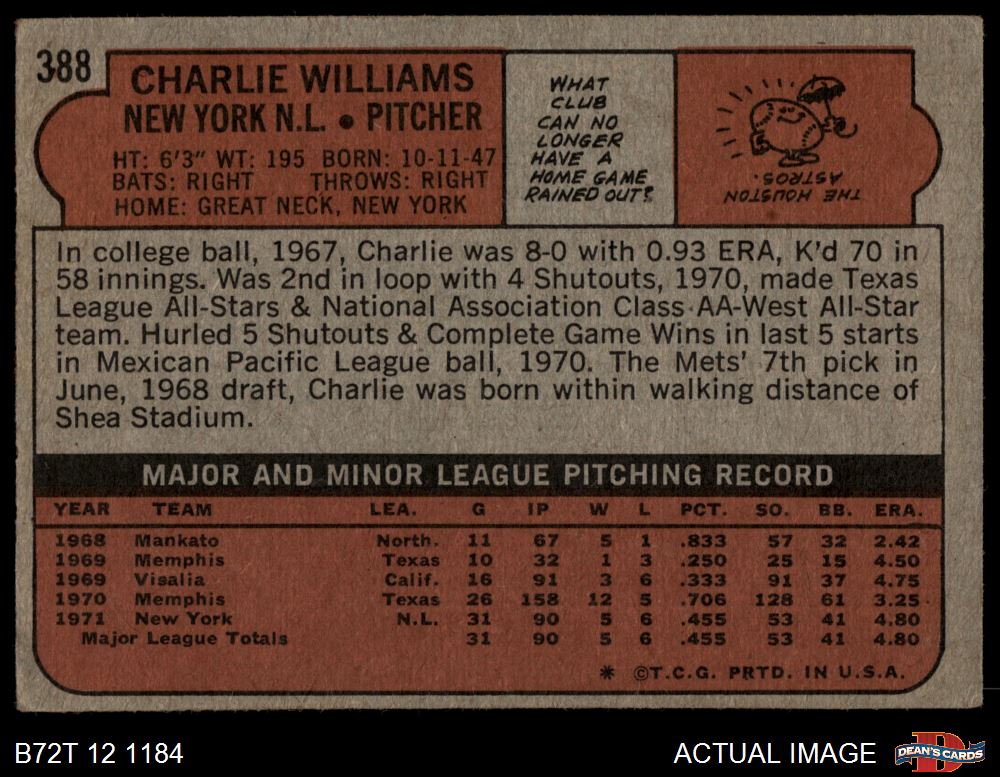 388
CHARLIE WILLIAMS
NEW YORK N.L. • PITCHER
HT: 6'3" WT: 195 BORN: 10-11-47
BATS: RIGHT THROWS: RIGHT
HOME: GREAT NECK, NEW YORK
WHAT
CLUB
CAN NO
LONGER
HAVE A
HOME GAME
RAINED OUT?
THE HOUSTON
ASTROS.
In college ball, 1967, Charlie was 8-0 with 0.93 ERA, K'd 70 in
58 innings. Was 2nd in loop with 4 Shutouts, 1970, made Texas
League All-Stars & National Association Class AA-West All-Star
team. Hurled 5 Shutouts & Complete Game Wins in last 5 starts
in Mexican Pacific League ball, 1970. The Mets' 7th pick in
June, 1968 draft, Charlie was born within walking distance of
Shea Stadium.
MAJOR AND MINOR LEAGUE PITCHING RECORD
YEAR TEAM LEA. G IP W L PCT. SO. BB. ERA.
1968 Mankato North. 11 67 5 1 .833 57 32 2.42
1969 Memphis Texas 10 32 1 3 .250 25 15 4.50
1969 Visalia Calif. 16 91 3 6 .333 91 37 4.75
1970 Memphis Texas 26 158 12 5 .706 128 61 3.25
1971 New York N.L. 31 90 5 6 .455 53 41 4.80
Major League Totals 31 90 5 6 .455 53 41 4.80
* ©T.C.G. PRTD. IN U.S.A.
B72T 12 1184
ACTUAL IMAGE
DEAN'S CARDS